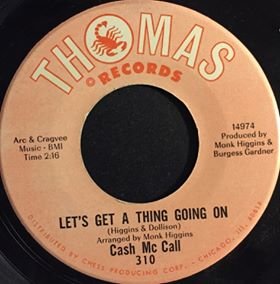 THOMAS
© RECORDS
Arc & Cragvee
Music - BMI
Time 2:16
14974
Produced by
Monk Higgins &
Burgess Gardner
LET'S GET A THING GOING ON
(Higgins & Dollison)
Arranged by Monk Higgins
Cash Mc Call
310
DISTRIBUTED BY CHESS PRODUCING CORP. - CHICAGO, ILL. 60616